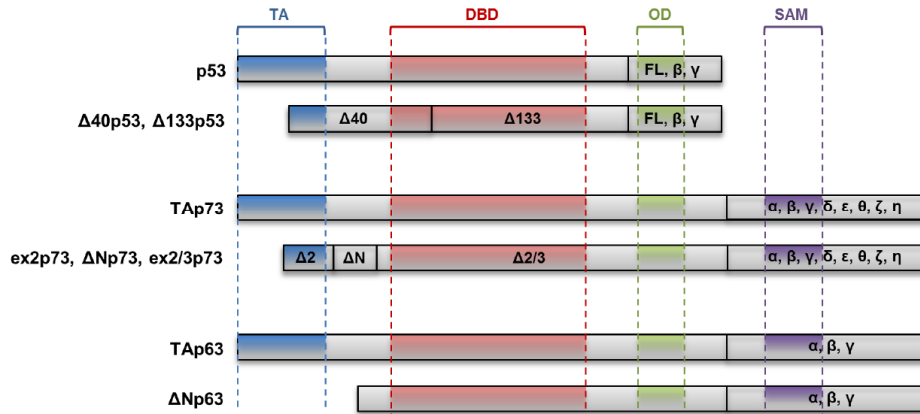 TA DBD OD SAM
p53 FL, β, γ
Δ40p53, Δ133p53 Δ40 Δ133 FL, β, γ
TAp73 α, β, γ, δ, ε, θ, ζ, η
ex2p73, ΔNp73, ex2/3p73 Δ2 ΔN Δ2/3 α, β, γ, δ, ε, θ, ζ, η
TAp63 α, β, γ
ΔNp63 α, β, γ